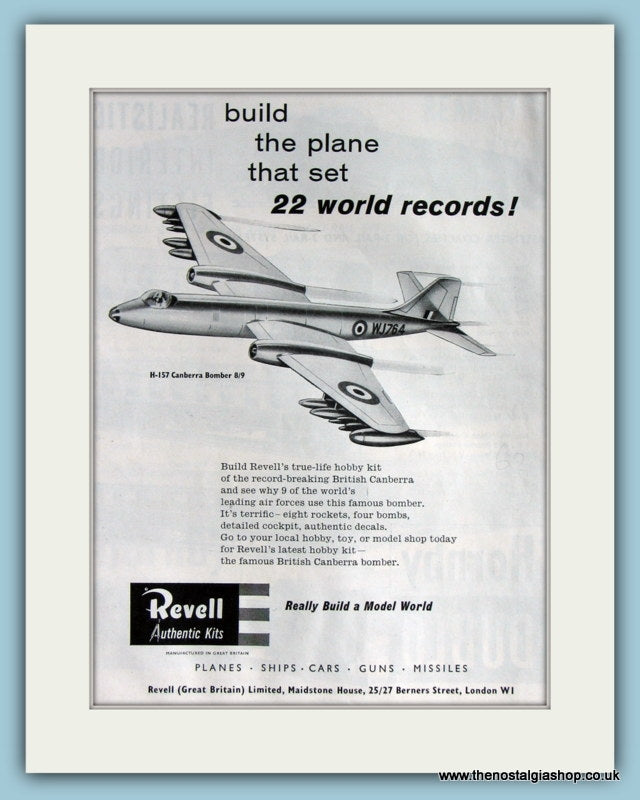 build
the plane
that set
22 world records!
WJ764
H-157 Canberra Bomber 8/9
Build Revell's true-life hobby kit
of the record-breaking British Canberra
and see why 9 of the world's
leading air forces use this famous bomber.
It's terrific—eight rockets, four bombs,
detailed cockpit, authentic decals.
Go to your local hobby, toy, or model shop today
for Revell's latest hobby kit—
the famous British Canberra bomber.
Revell
Authentic Kits
Really Build a Model World
MANUFACTURED IN GREAT BRITAIN
PLANES · SHIPS · CARS · GUNS · MISSILES
Revell (Great Britain) Limited, Maidstone House, 25/27 Berners Street, London W1
www.thenostalgiashop.co.uk